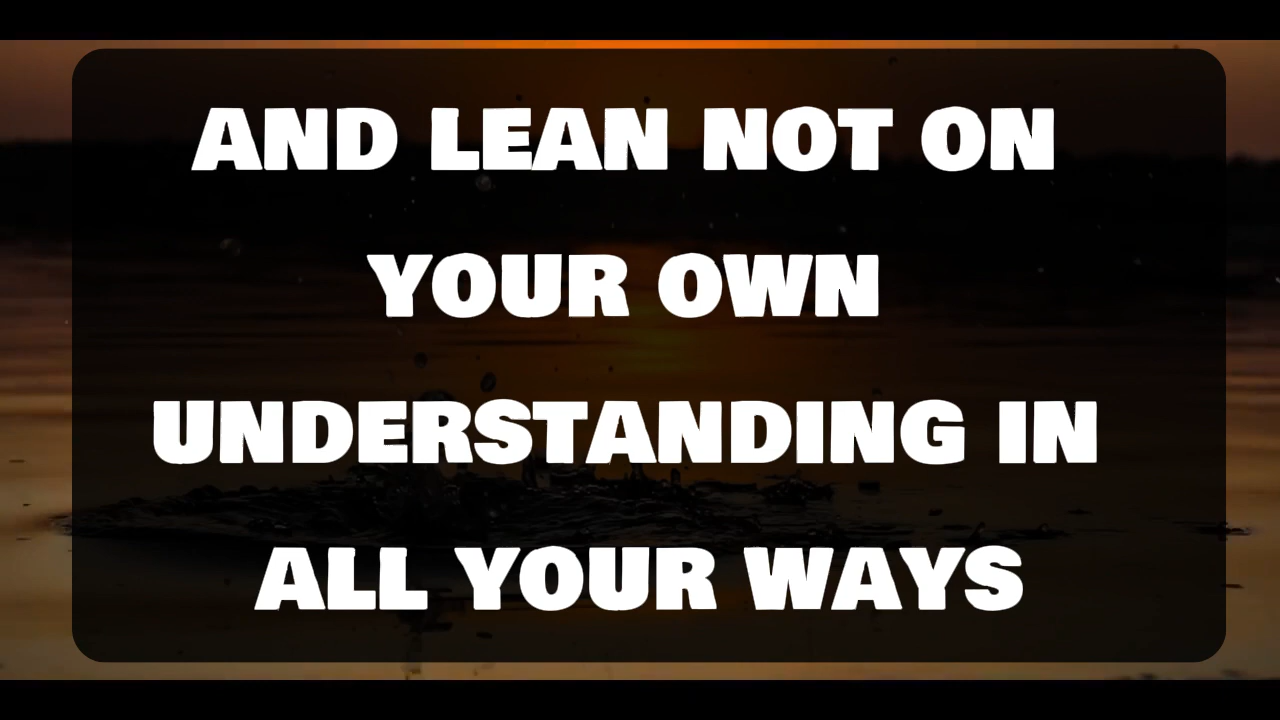 AND LEAN NOT ON
YOUR OWN
UNDERSTANDING IN
ALL YOUR WAYS